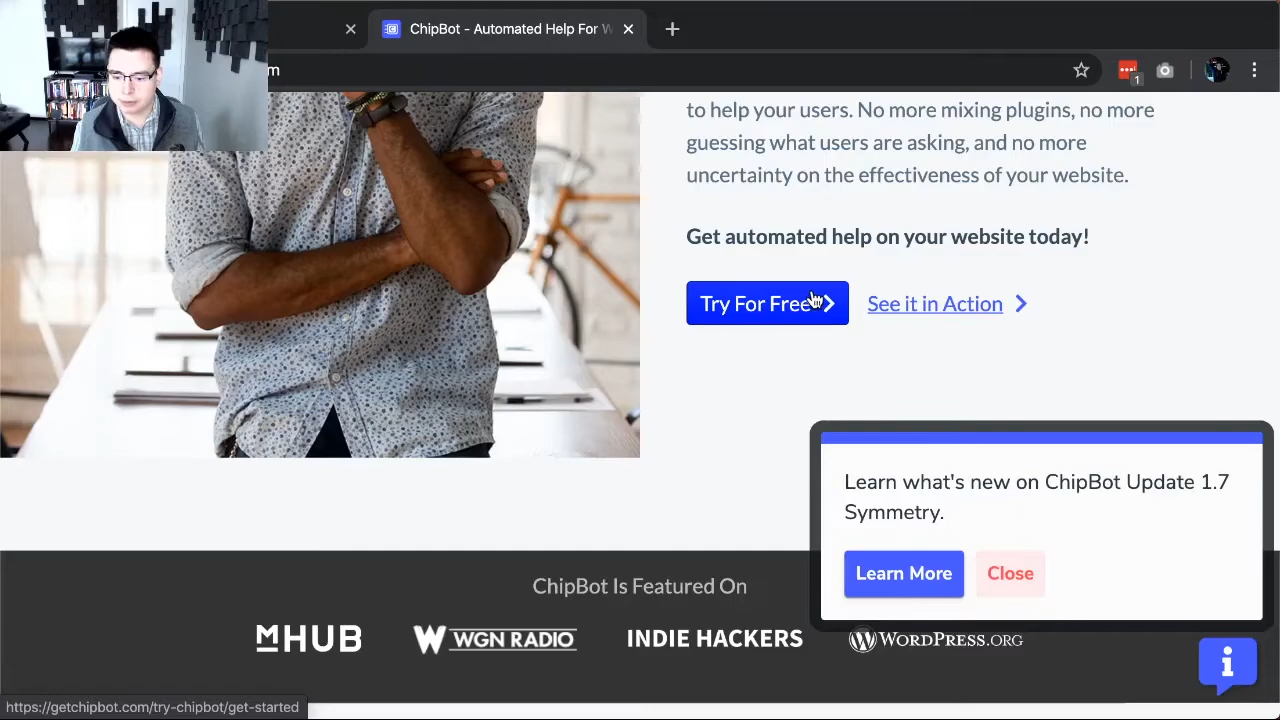 ChipBot - Automated Help For W
m
1
to help your users. No more mixing plugins, no more
guessing what users are asking, and no more
uncertainty on the effectiveness of your website.
Get automated help on your website today!
Try For Free
See it in Action
Learn what's new on ChipBot Update 1.7
Symmetry.
Learn More
Close
ChipBot Is Featured On
MHUB
WGN RADIO
INDIE HACKERS
WORDPRESS.ORG
https://getchipbot.com/try-chipbot/get-started